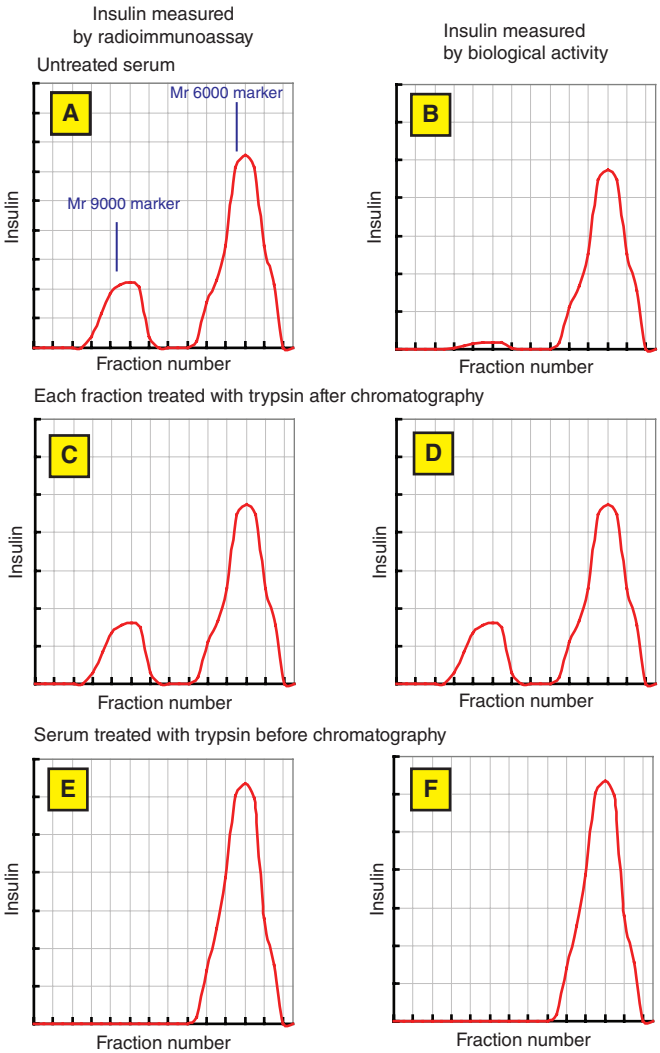 Insulin measured
by radioimmunoassay
Insulin measured
by biological activity
Untreated serum
A
Mr 6000 marker
Mr 9000 marker
Insulin
Fraction number
B
Fraction number
Each fraction treated with trypsin after chromatography
C
Insulin
Fraction number
D
Insulin
Fraction number
Serum treated with trypsin before chromatography
E
Insulin
Fraction number
F
Insulin
Fraction number